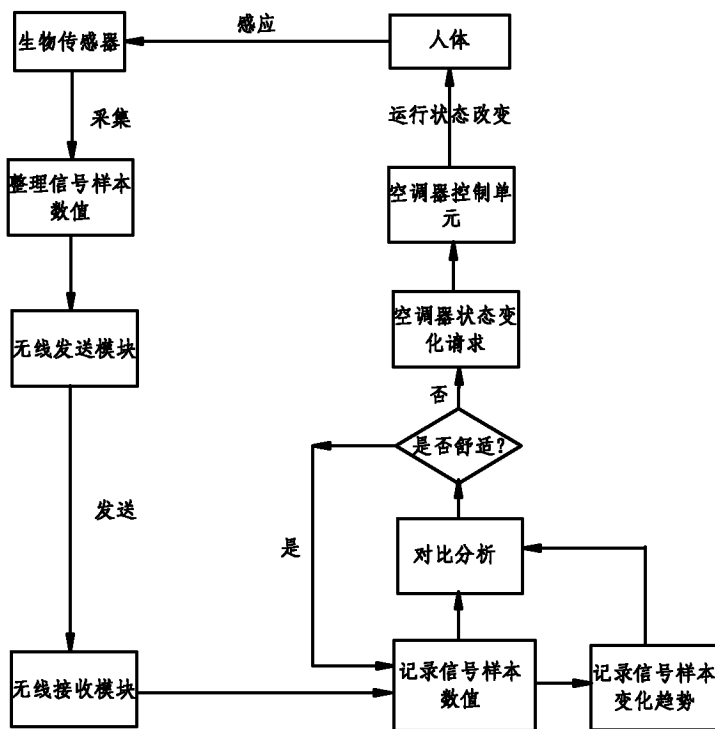 感应
生物传感器
人体
采集
运行状态改变
整理信号样本
数值
空调器控制单
元
无线发送模块
空调器状态变
化请求
否
是否舒适?
发送
是
对比分析
无线接收模块
记录信号样本
数值
记录信号样本
变化趋势